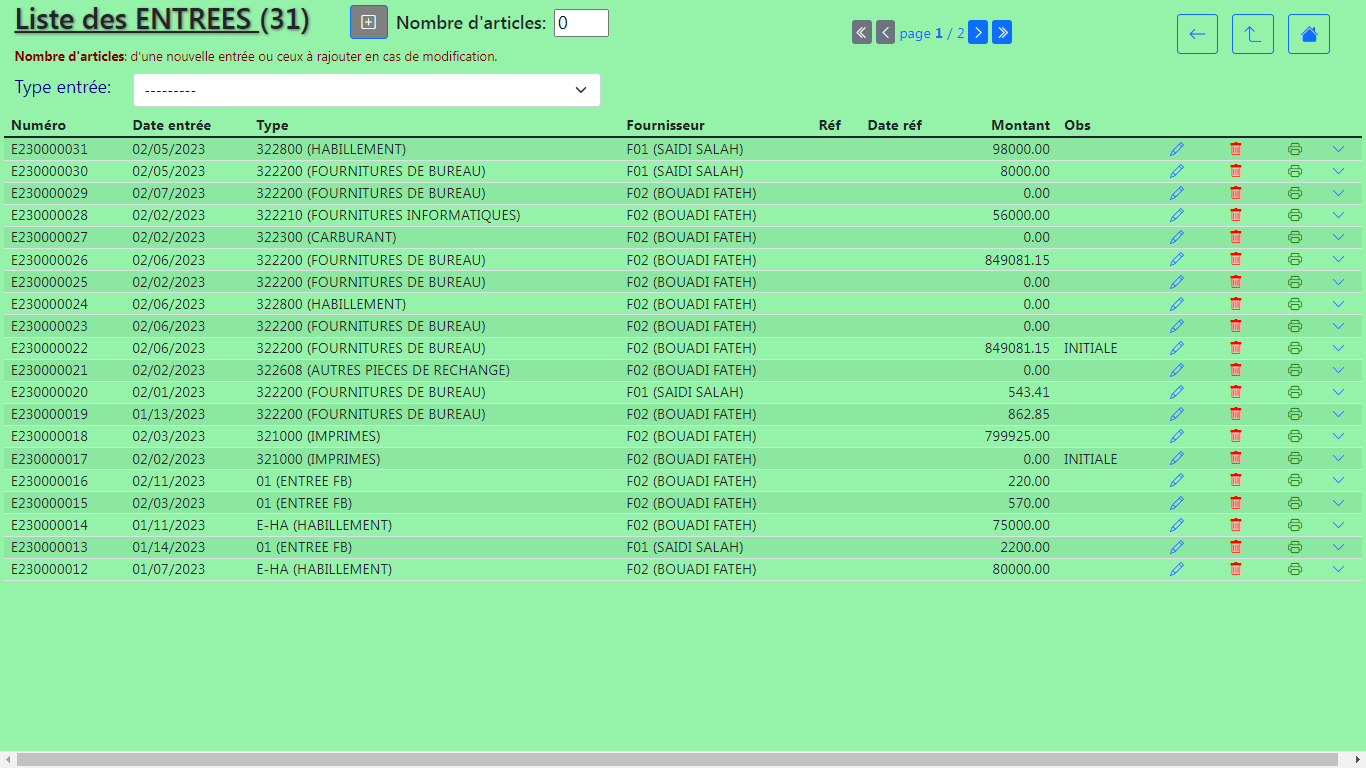 Liste des ENTREES (31) Nombre d'articles: 0 page 1 / 2
Nombre d'articles: d'une nouvelle entrée ou ceux à rajouter en cas de modification.
Type entrée: ---------
Numéro Date entrée Type Fournisseur Réf Date réf Montant Obs
E230000031 02/05/2023 322800 (HABILLEMENT) F01 (SAIDI SALAH) 98000.00
E230000030 02/05/2023 322200 (FOURNITURES DE BUREAU) F01 (SAIDI SALAH) 8000.00
E230000029 02/07/2023 322200 (FOURNITURES DE BUREAU) F02 (BOUADI FATEH) 0.00
E230000028 02/02/2023 322210 (FOURNITURES INFORMATIQUES) F02 (BOUADI FATEH) 56000.00
E230000027 02/02/2023 322300 (CARBURANT) F02 (BOUADI FATEH) 0.00
E230000026 02/06/2023 322200 (FOURNITURES DE BUREAU) F02 (BOUADI FATEH) 849081.15
E230000025 02/02/2023 322200 (FOURNITURES DE BUREAU) F02 (BOUADI FATEH) 0.00
E230000024 02/06/2023 322800 (HABILLEMENT) F02 (BOUADI FATEH) 0.00
E230000023 02/06/2023 322200 (FOURNITURES DE BUREAU) F02 (BOUADI FATEH) 0.00
E230000022 02/06/2023 322200 (FOURNITURES DE BUREAU) F02 (BOUADI FATEH) 849081.15 INITIALE
E230000021 02/02/2023 322608 (AUTRES PIECES DE RECHANGE) F02 (BOUADI FATEH) 0.00
E230000020 02/01/2023 322200 (FOURNITURES DE BUREAU) F01 (SAIDI SALAH) 543.41
E230000019 01/13/2023 322200 (FOURNITURES DE BUREAU) F02 (BOUADI FATEH) 862.85
E230000018 02/03/2023 321000 (IMPRIMES) F02 (BOUADI FATEH) 799925.00
E230000017 02/02/2023 321000 (IMPRIMES) F02 (BOUADI FATEH) 0.00 INITIALE
E230000016 02/11/2023 01 (ENTREE FB) F02 (BOUADI FATEH) 220.00
E230000015 02/03/2023 01 (ENTREE FB) F02 (BOUADI FATEH) 570.00
E230000014 01/11/2023 E-HA (HABILLEMENT) F02 (BOUADI FATEH) 75000.00
E230000013 01/14/2023 01 (ENTREE FB) F01 (SAIDI SALAH) 2200.00
E230000012 01/07/2023 E-HA (HABILLEMENT) F02 (BOUADI FATEH) 80000.00